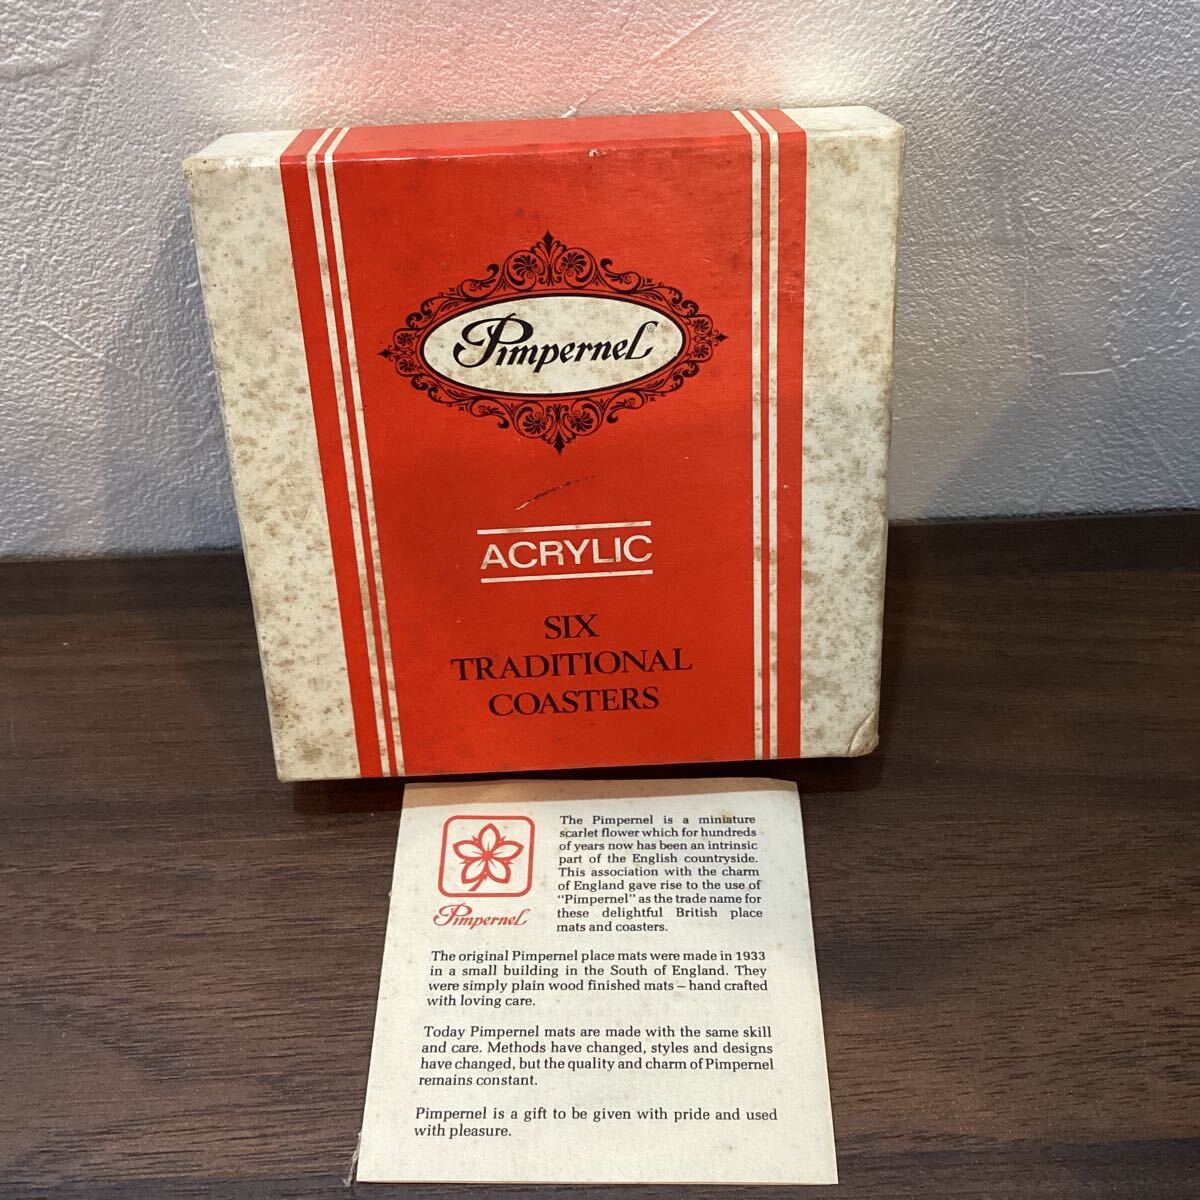 Pimpernel®
ACRYLIC
SIX
TRADITIONAL
COASTERS
Pimpernel
The Pimpernel is a miniature
scarlet flower which for hundreds
of years now has been an intrinsic
part of the English countryside.
This association with the charm
of England gave rise to the use of
"Pimpernel" as the trade name for
these delightful British place
mats and coasters.
The original Pimpernel place mats were made in 1933
in a small building in the South of England. They
were simply plain wood finished mats – hand crafted
with loving care.
Today Pimpernel mats are made with the same skill
and care. Methods have changed, styles and designs
have changed, but the quality and charm of Pimpernel
remains constant.
Pimpernel is a gift to be given with pride and used
with pleasure.